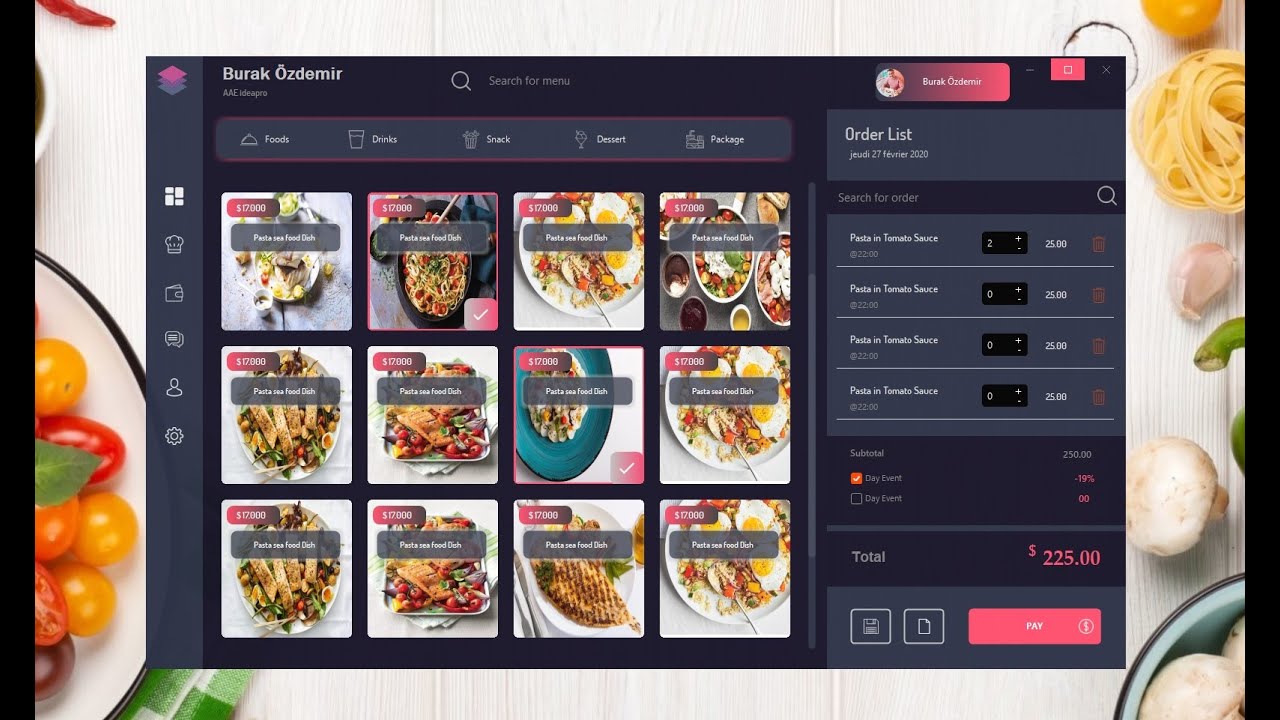 Burak Özdemir
AAE ideapro
Search for menu
Burak Özdemir
Foods
Drinks
Snack
Dessert
Package
$17.000
$17.000
$17.000
$17.000
Pasta sea food Dish
Pasta sea food Dish
Pasta sea food Dish
Pasta sea food Dish
$17.000
$17.000
$17.000
$17.000
Pasta sea food Dish
Pasta sea food Dish
Pasta sea food Dish
Pasta sea food Dish
$17.000
$17.000
$17.000
$17.000
Pasta sea food Dish
Pasta sea food Dish
Pasta sea food Dish
Pasta sea food Dish
Order List
jeudi 27 février 2020
Search for order
Pasta in Tomato Sauce
@22:00
2 + -
25.00
Pasta in Tomato Sauce
@22:00
0 + -
25.00
Pasta in Tomato Sauce
@22:00
0 + -
25.00
Pasta in Tomato Sauce
@22:00
0 + -
25.00
Subtotal 250.00
Day Event -19%
Day Event 00
Total $ 225.00
PAY $